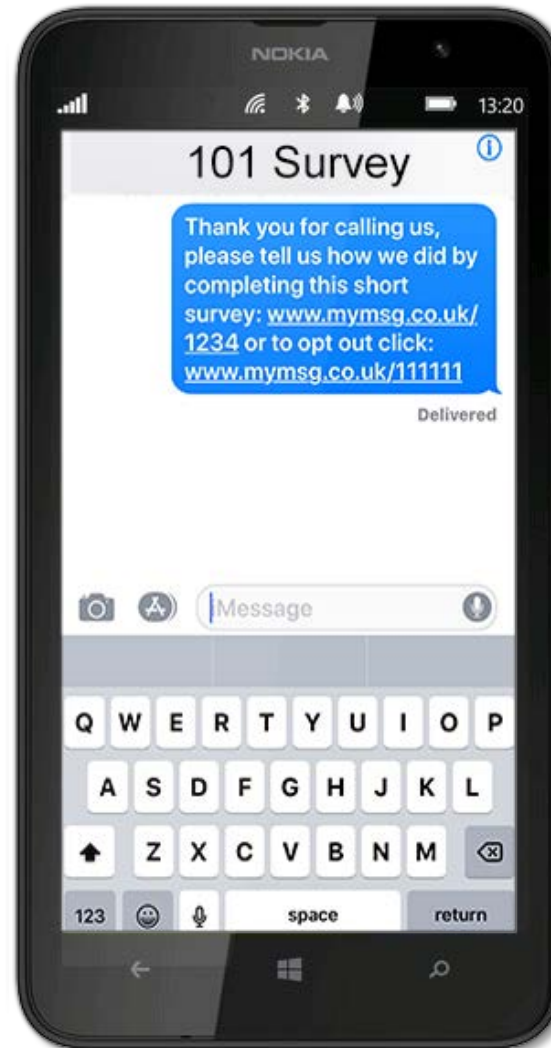 NOKIA
13:20
101 Survey
Thank you for calling us,
please tell us how we did by
completing this short
survey: www.mymsg.co.uk/
1234 or to opt out click:
www.mymsg.co.uk/111111
Delivered
iMessage
Q W E R T Y U I O P
A S D F G H J K L
Z X C V B N M
123 space return